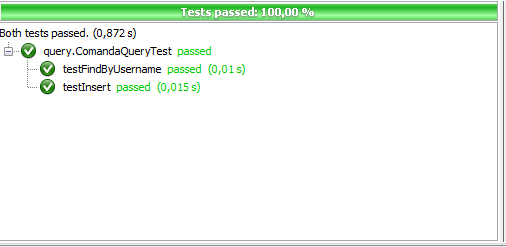 Tests passed: 100,00 %
Both tests passed. (0,872 s)
query.ComandaQueryTest passed
testFindByUsername passed (0,01 s)
testInsert passed (0,015 s)